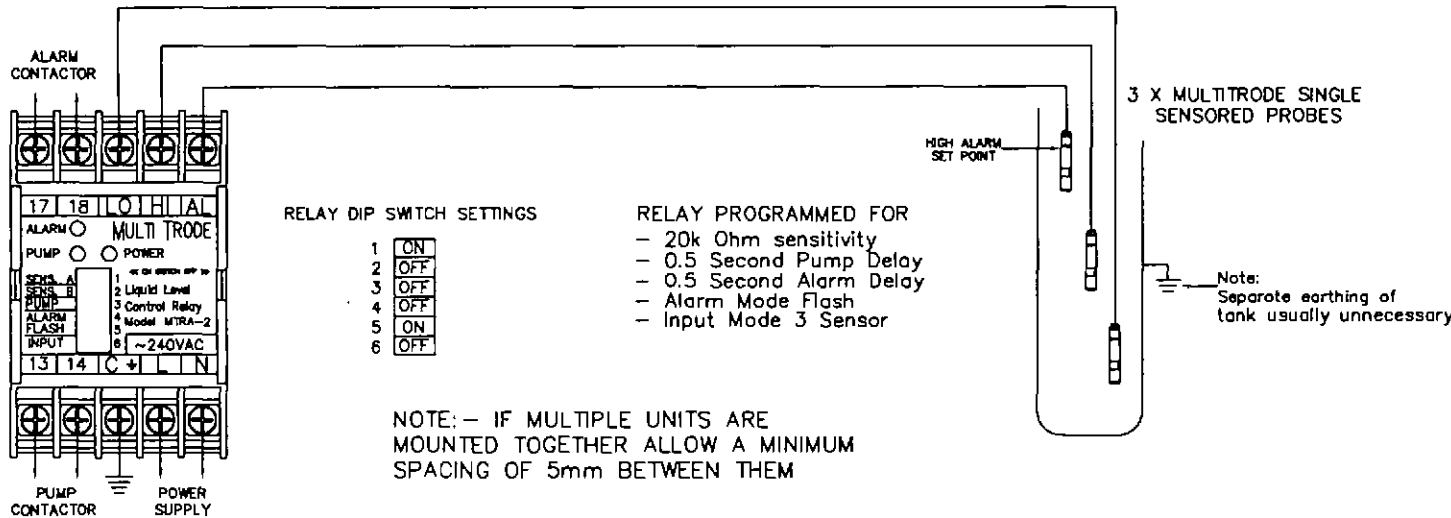 ALARM
CONTACTOR
17 18 LO HI AL
ALARM MULTI TRODE
PUMP POWER
<< ON SWITCH OFF >>
SENS. A 1
SENS. B 2 Liquid Level
PUMP 3 Control Relay
ALARM 4 Model MTRA-2
FLASH 5
INPUT 6 ~240VAC
13 14 C L N
PUMP
CONTACTOR
POWER
SUPPLY
RELAY DIP SWITCH SETTINGS
1 ON
2 OFF
3 OFF
4 OFF
5 ON
6 OFF
RELAY PROGRAMMED FOR
- 20k Ohm sensitivity
- 0.5 Second Pump Delay
- 0.5 Second Alarm Delay
- Alarm Mode Flash
- Input Mode 3 Sensor
NOTE:- IF MULTIPLE UNITS ARE
MOUNTED TOGETHER ALLOW A MINIMUM
SPACING OF 5mm BETWEEN THEM
HIGH ALARM
SET POINT
3 X MULTITRODE SINGLE
SENSORED PROBES
Note:
Separate earthing of
tank usually unnecessary